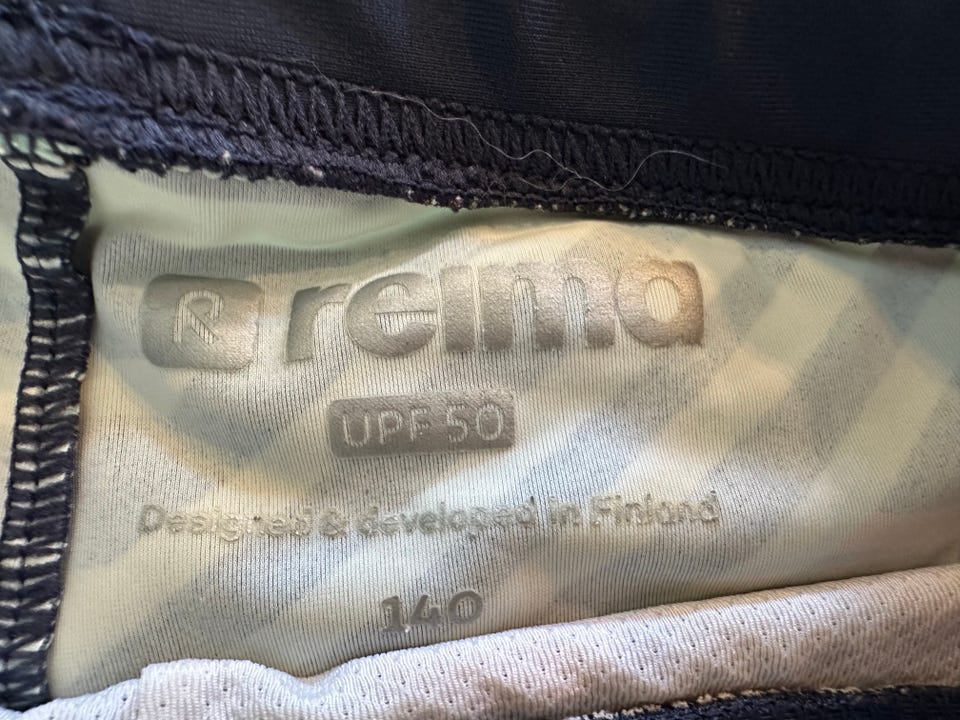 R reima
UPF 50
Designed & developed in Finland
140